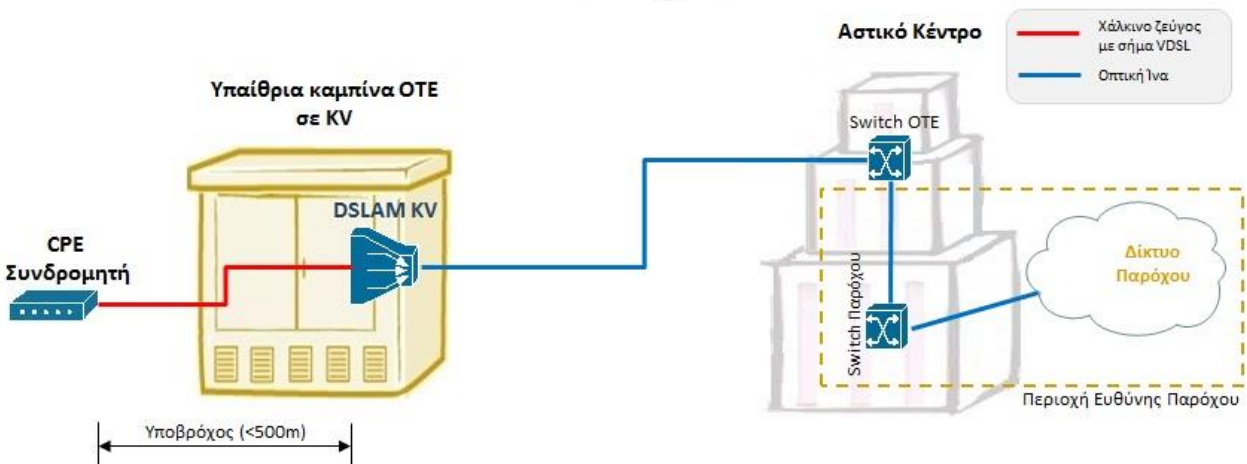 Αστικό Κέντρο
Χάλκινο ζεύγος
με σήμα VDSL
Οπτική Ίνα
Υπαίθρια καμπίνα ΟΤΕ
σε KV
Switch OTE
DSLAM KV
CPE
Συνδρομητή
Δίκτυο
Παρόχου
Switch Παρόχου
Περιοχή Ευθύνης Παρόχου
Υποβρόχος (<500m)